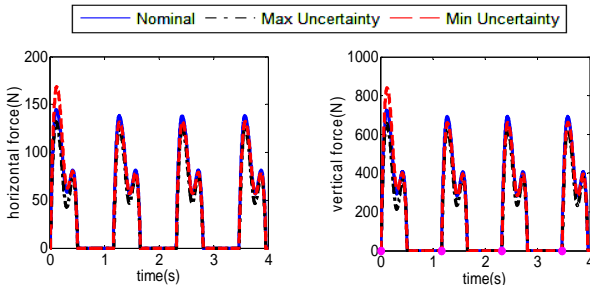 Nominal Max Uncertainty Min Uncertainty
200
150
100
50
0
horizontal force(N)
0 1 2 3 4
time(s)
1000
800
600
400
200
0
vertical force(N)
0 1 2 3 4
time(s)